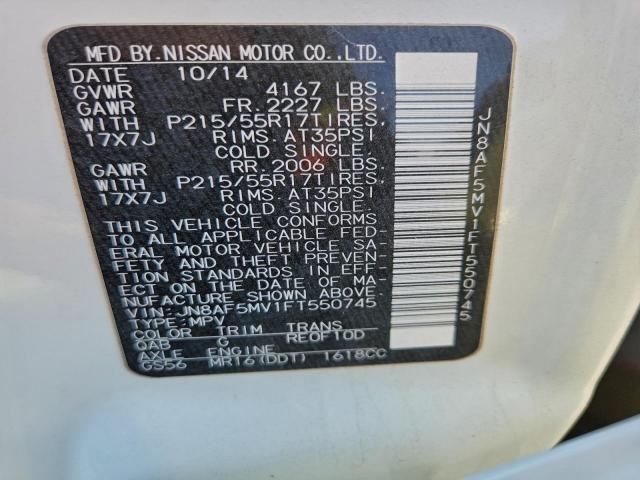 MFD BY.NISSAN MOTOR CO.,LTD.
DATE 10/14
GVWR 4167 LBS.
GAWR FR. 2227 LBS.
WITH P215/55R17TIRES,
17X7J RIMS, AT35PSI
COLD SINGLE,
GAWR RR. 2006 LBS.
WITH P215/55R17TIRES,
17X7J RIMS, AT35PSI
COLD SINGLE.
THIS VEHICLE CONFORMS
TO ALL APPLICABLE FED-
ERAL MOTOR VEHICLE SA-
FETY AND THEFT PREVEN-
TION STANDARDS IN EFF-
ECT ON THE DATE OF MA-
NUFACTURE SHOWN ABOVE.
VIN: JN8AF5MV1FT550745
TYPE: MPV
COLOR TRIM TRANS
QAB G RE0FT0D
AXLE ENGINE
GS56 MR16(DDT) 1618CC
JN8AF5MV1FT550745